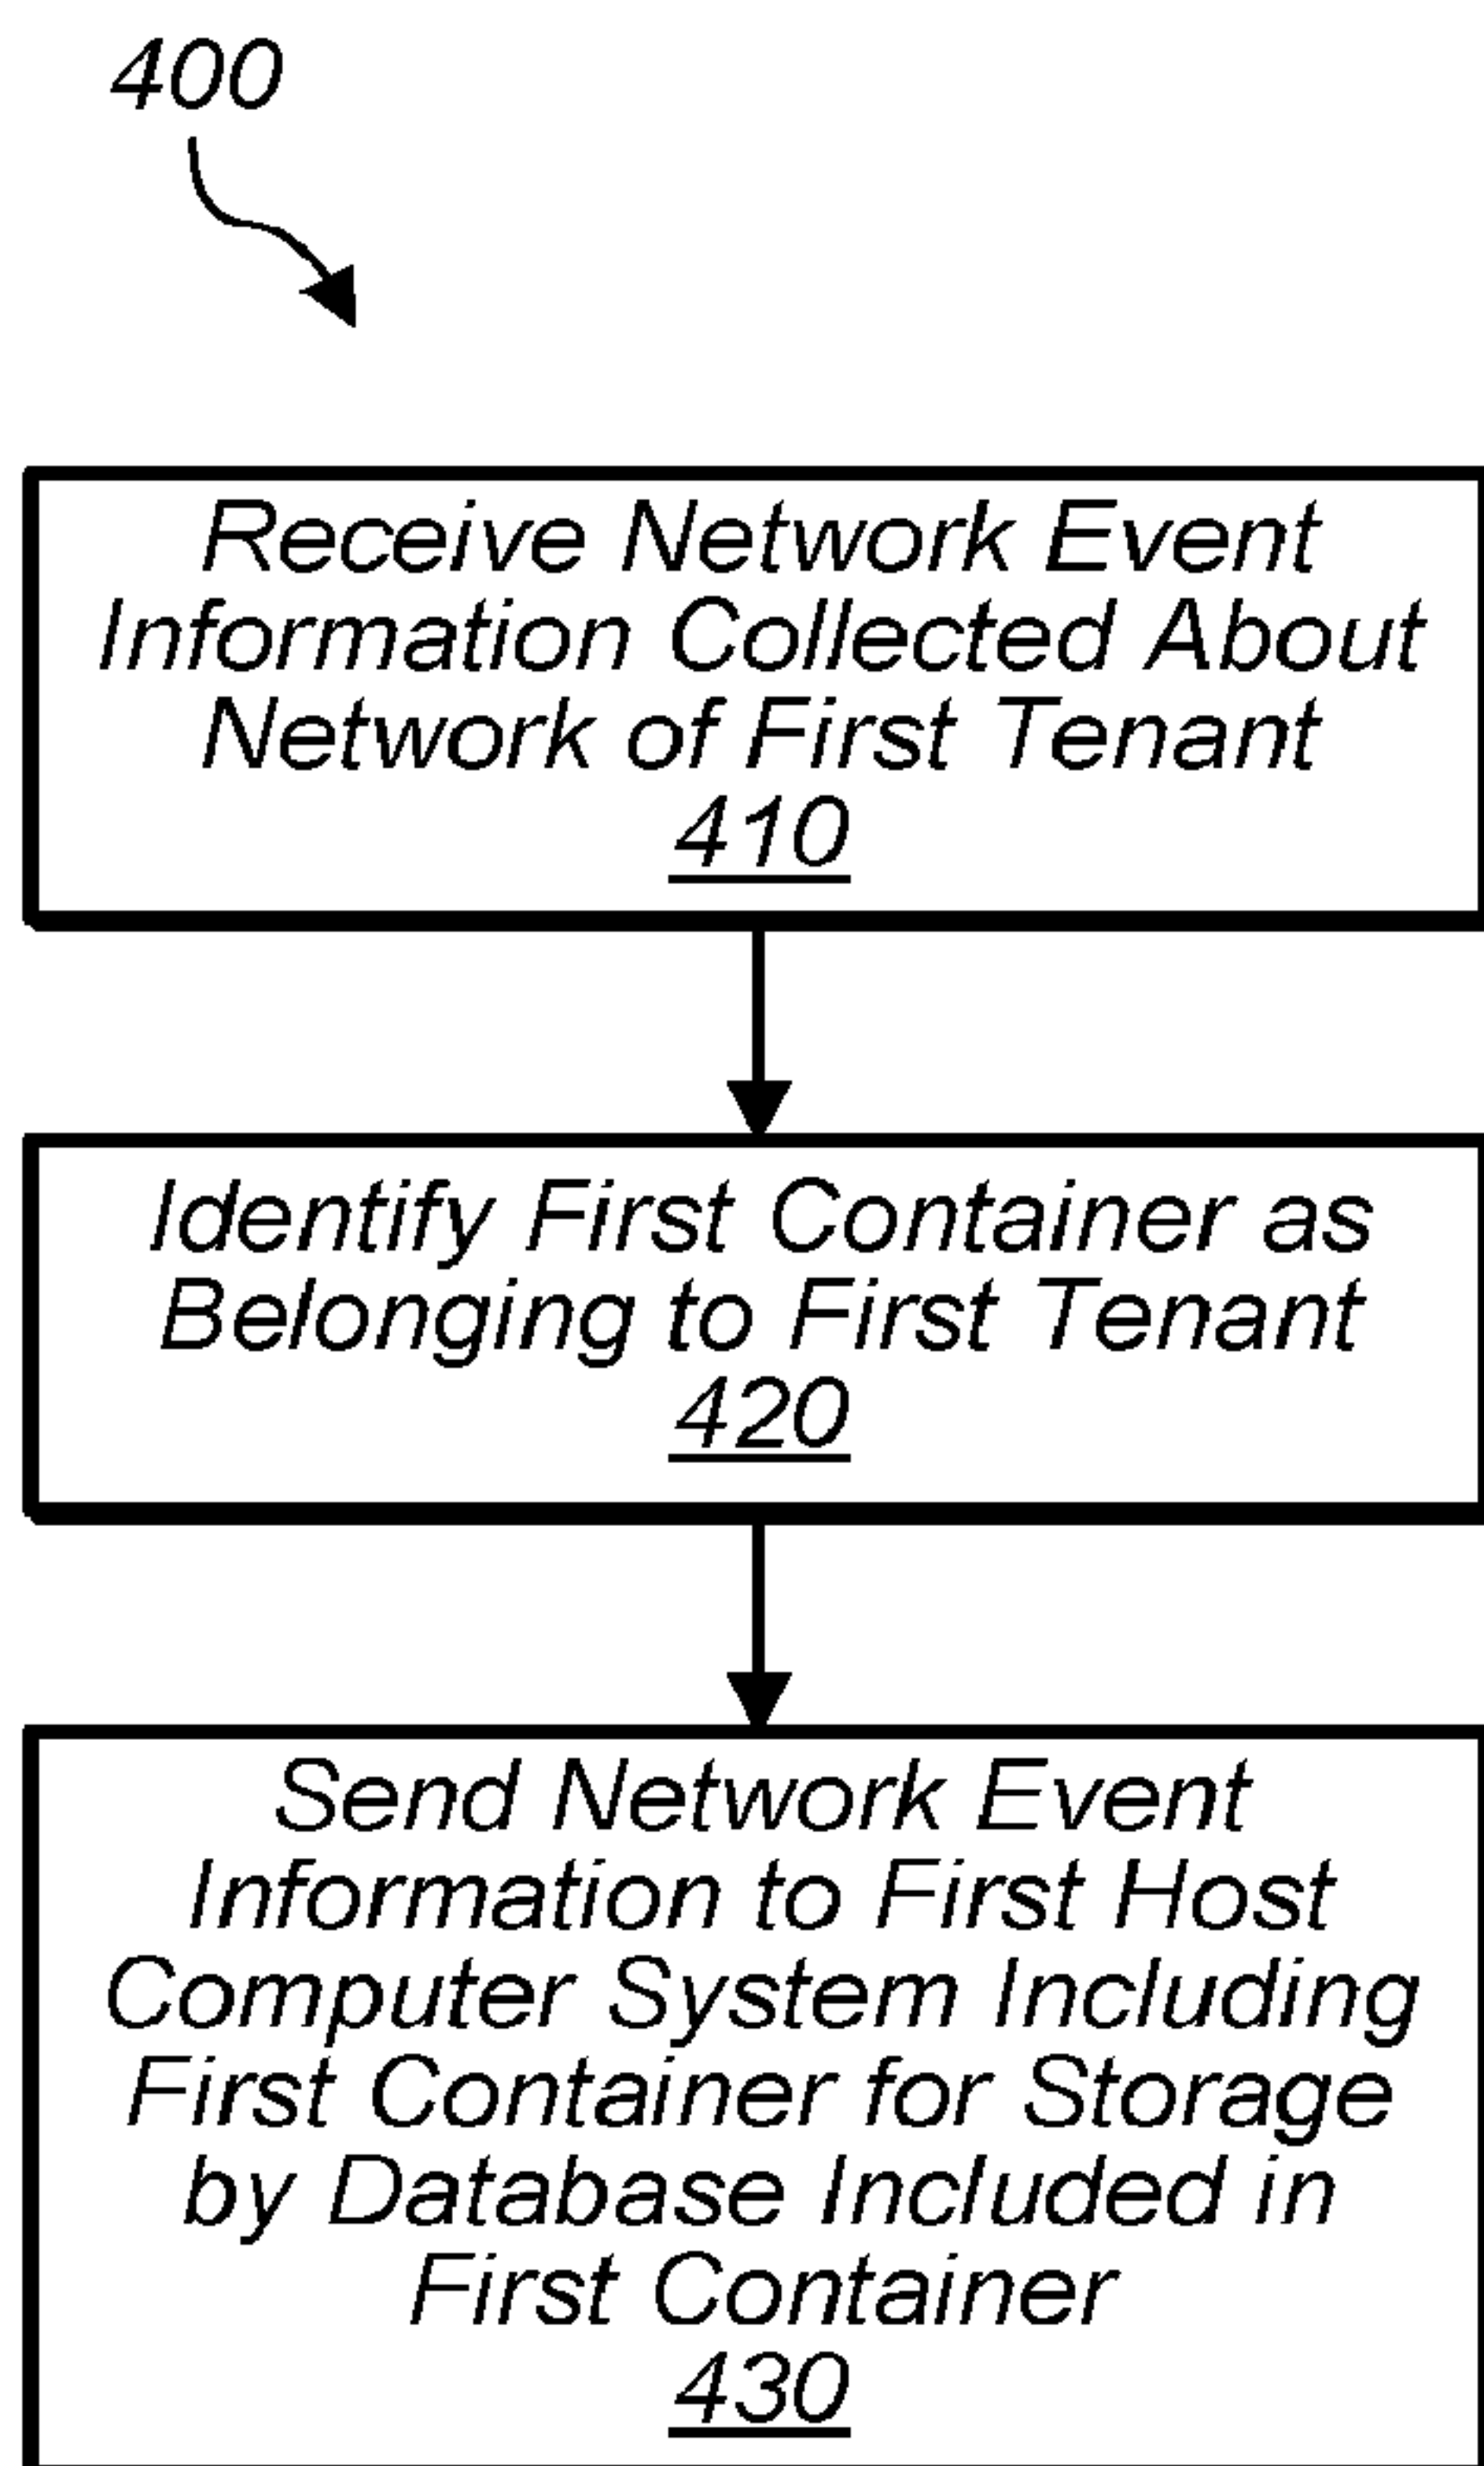 400
Receive Network Event
Information Collected About
Network of First Tenant
410
Identify First Container as
Belonging to First Tenant
420
Send Network Event
Information to First Host
Computer System Including
First Container for Storage
by Database Included in
First Container
430